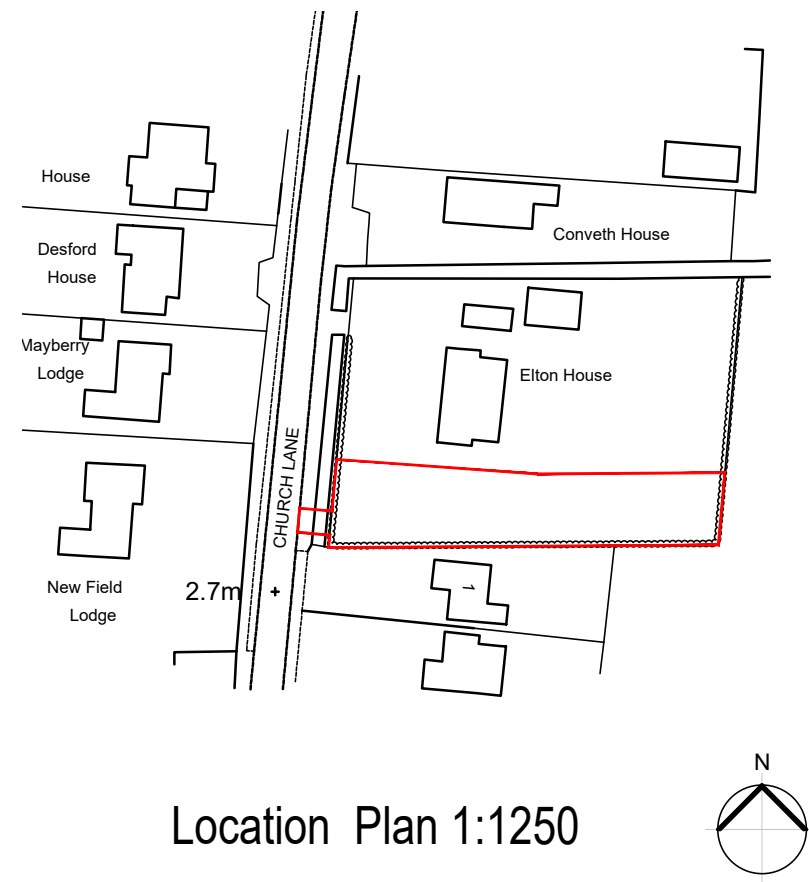 House
Conveth House
Desford
House
Mayberry
Lodge
Elton House
CHURCH LANE
New Field
Lodge
2.7m
1
N
Location Plan 1:1250